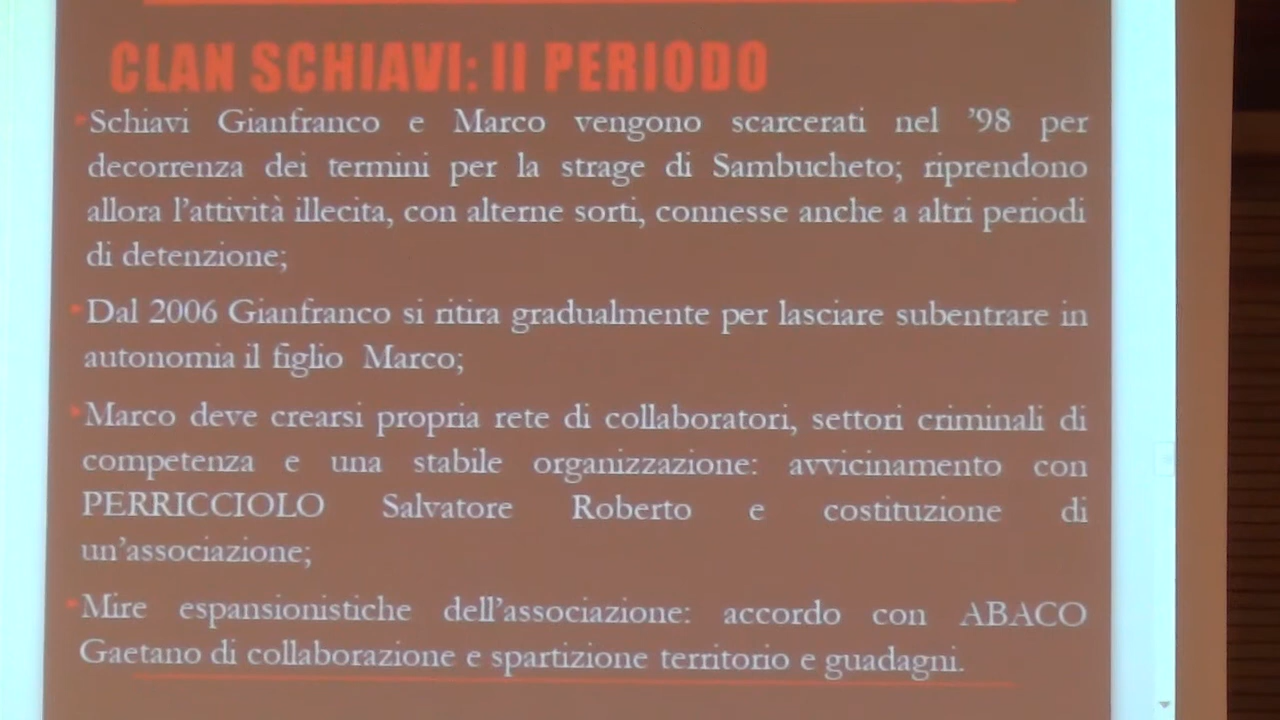 CLAN SCHIAVI: II PERIODO
Schiavi Gianfranco e Marco vengono scarcerati nel ’98 per
decorrenza dei termini per la strage di Sambucheto; riprendono
allora l’attività illecita, con alterne sorti, connesse anche a altri periodi
di detenzione;
Dal 2006 Gianfranco si ritira gradualmente per lasciare subentrare in
autonomia il figlio Marco;
Marco deve crearsi propria rete di collaboratori, settori criminali di
competenza e una stabile organizzazione: avvicinamento con
PERRICCIOLO Salvatore Roberto e costituzione di
un’associazione;
Mire espansionistiche dell’associazione: accordo con ABACO
Gaetano di collaborazione e spartizione territorio e guadagni.